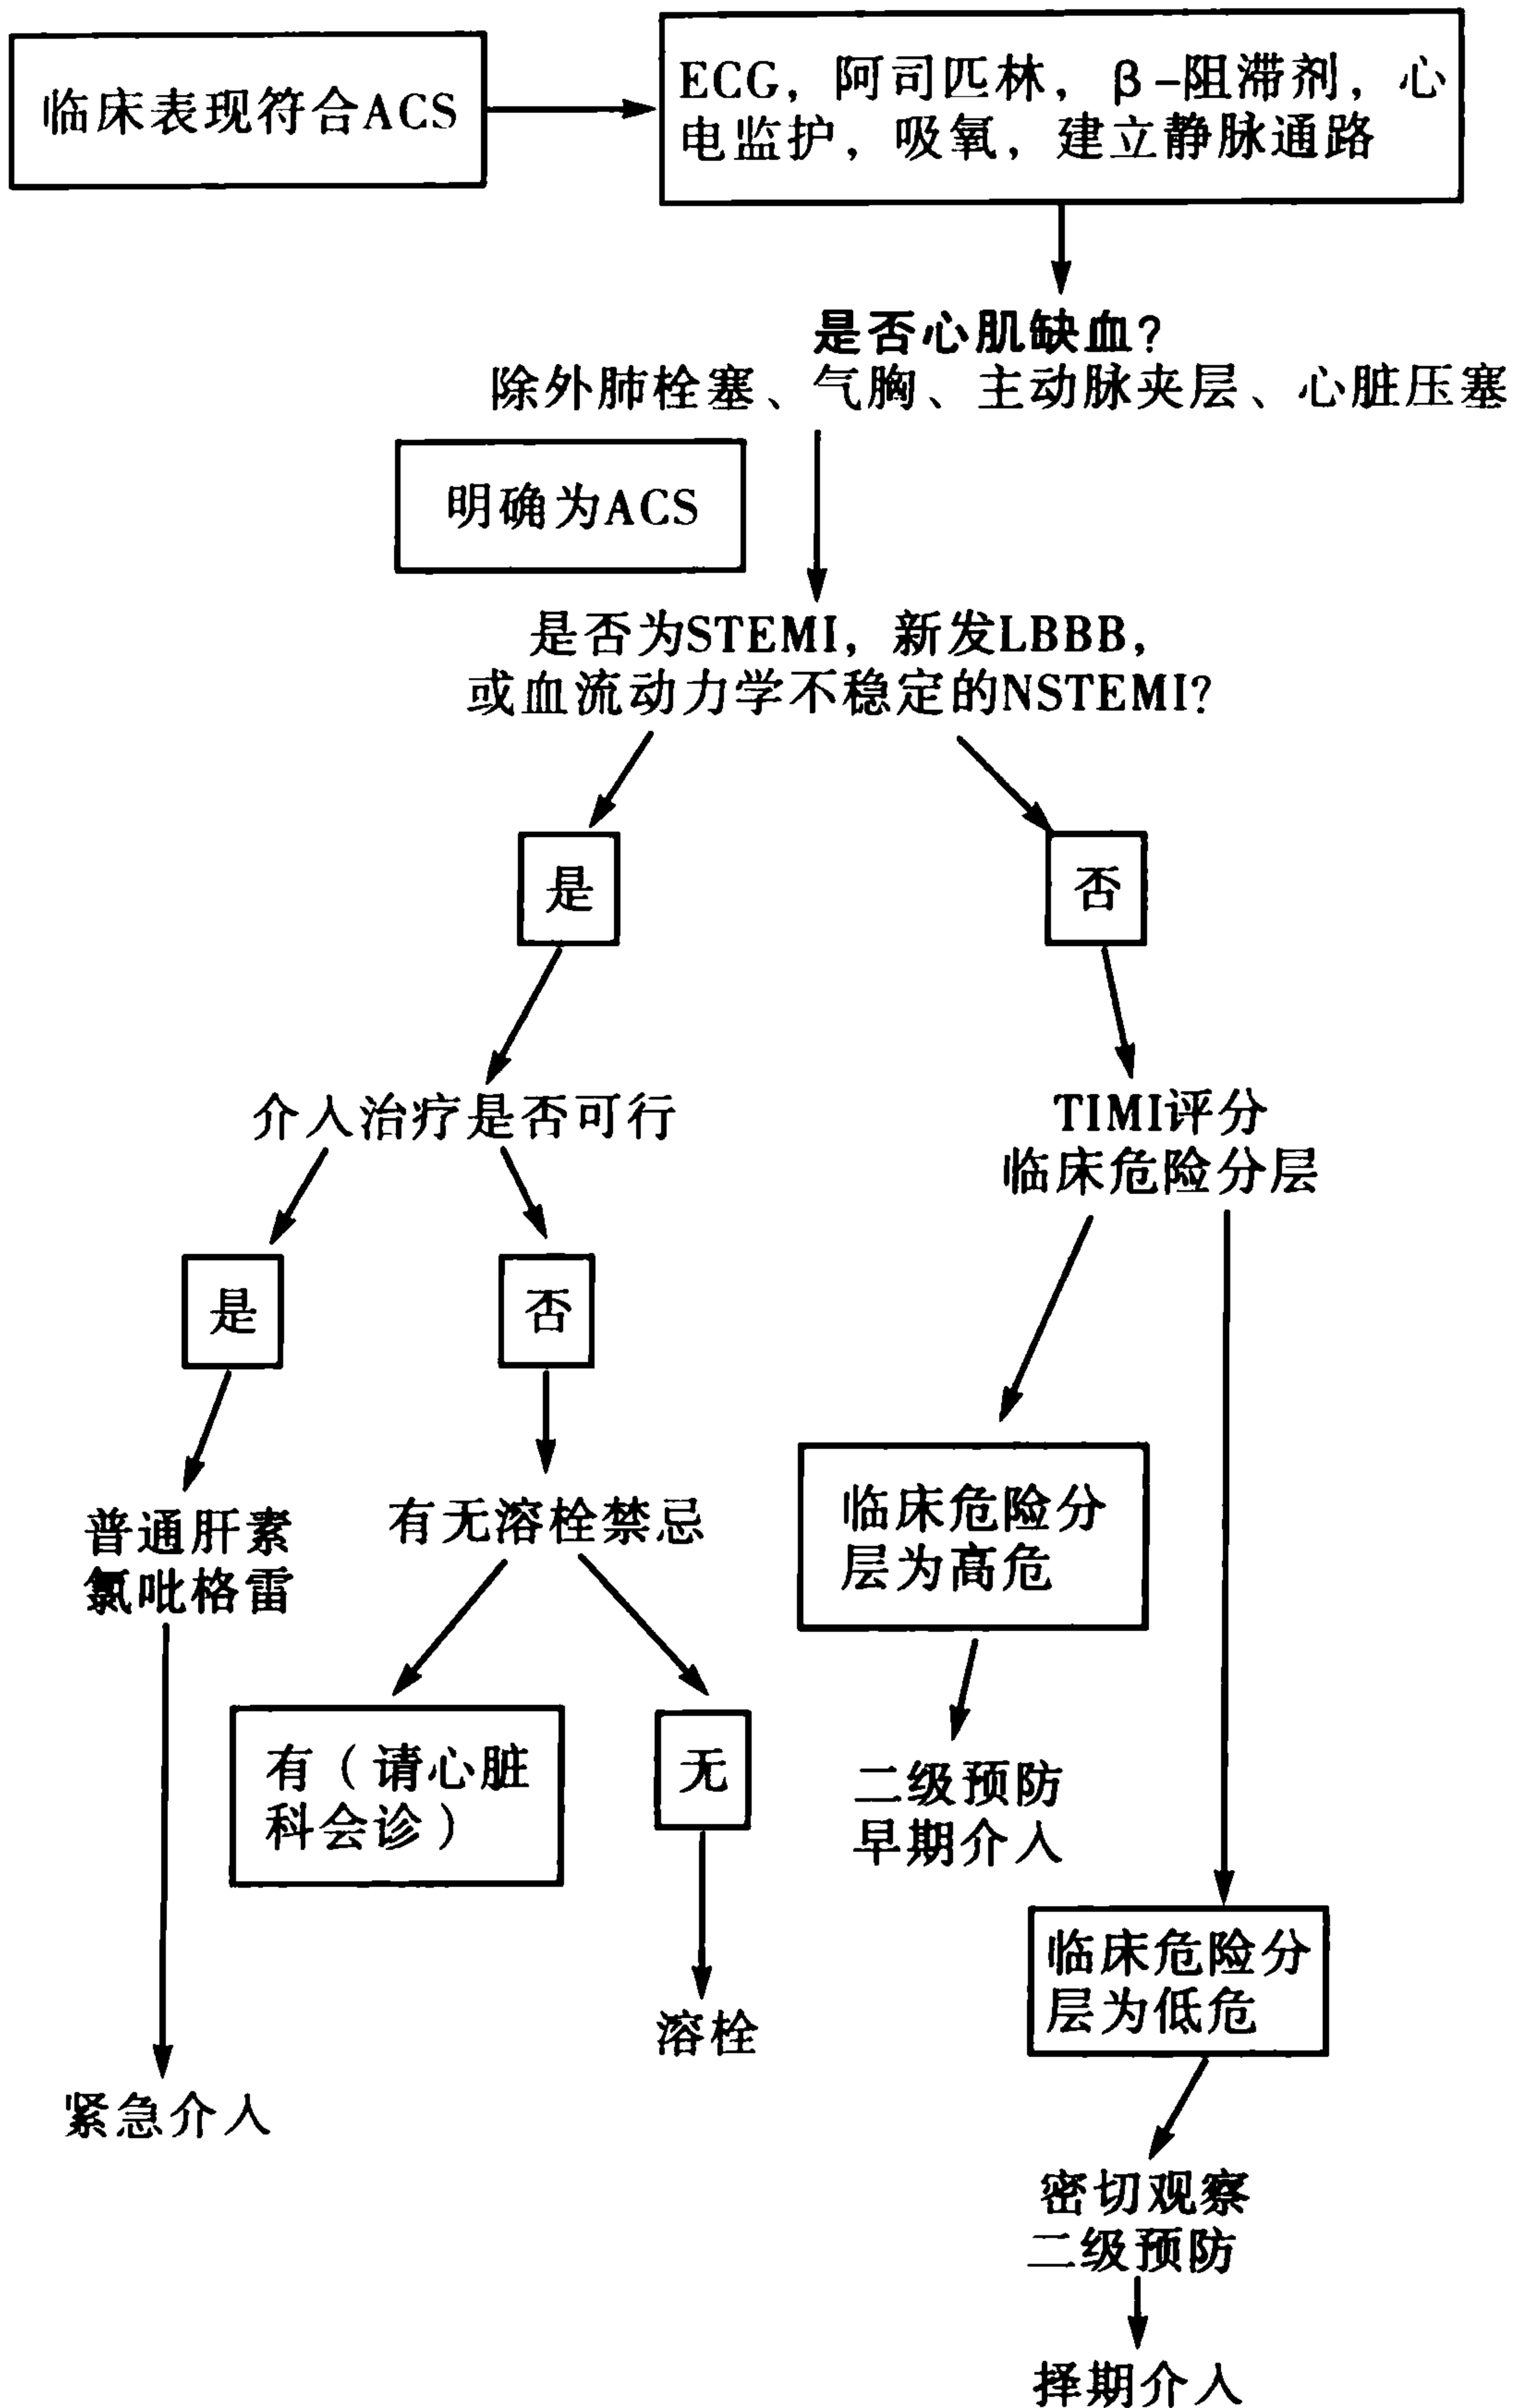 临床表现符合ACS
ECG，阿司匹林，β-阻滞剂，心
电监护，吸氧，建立静脉通路
是否心肌缺血？
除外肺栓塞、气胸、主动脉夹层、心脏压塞
明确为ACS
是否为STEMI，新发LBBB，
或血流动力学不稳定的NSTEMI？
是
否
介入治疗是否可行
TIMI评分
临床危险分层
是
否
普通肝素
氯吡格雷
有无溶栓禁忌
临床危险分
层为高危
有（请心脏
科会诊）
无
二级预防
早期介入
临床危险分
层为低危
溶栓
紧急介入
密切观察
二级预防
择期介入